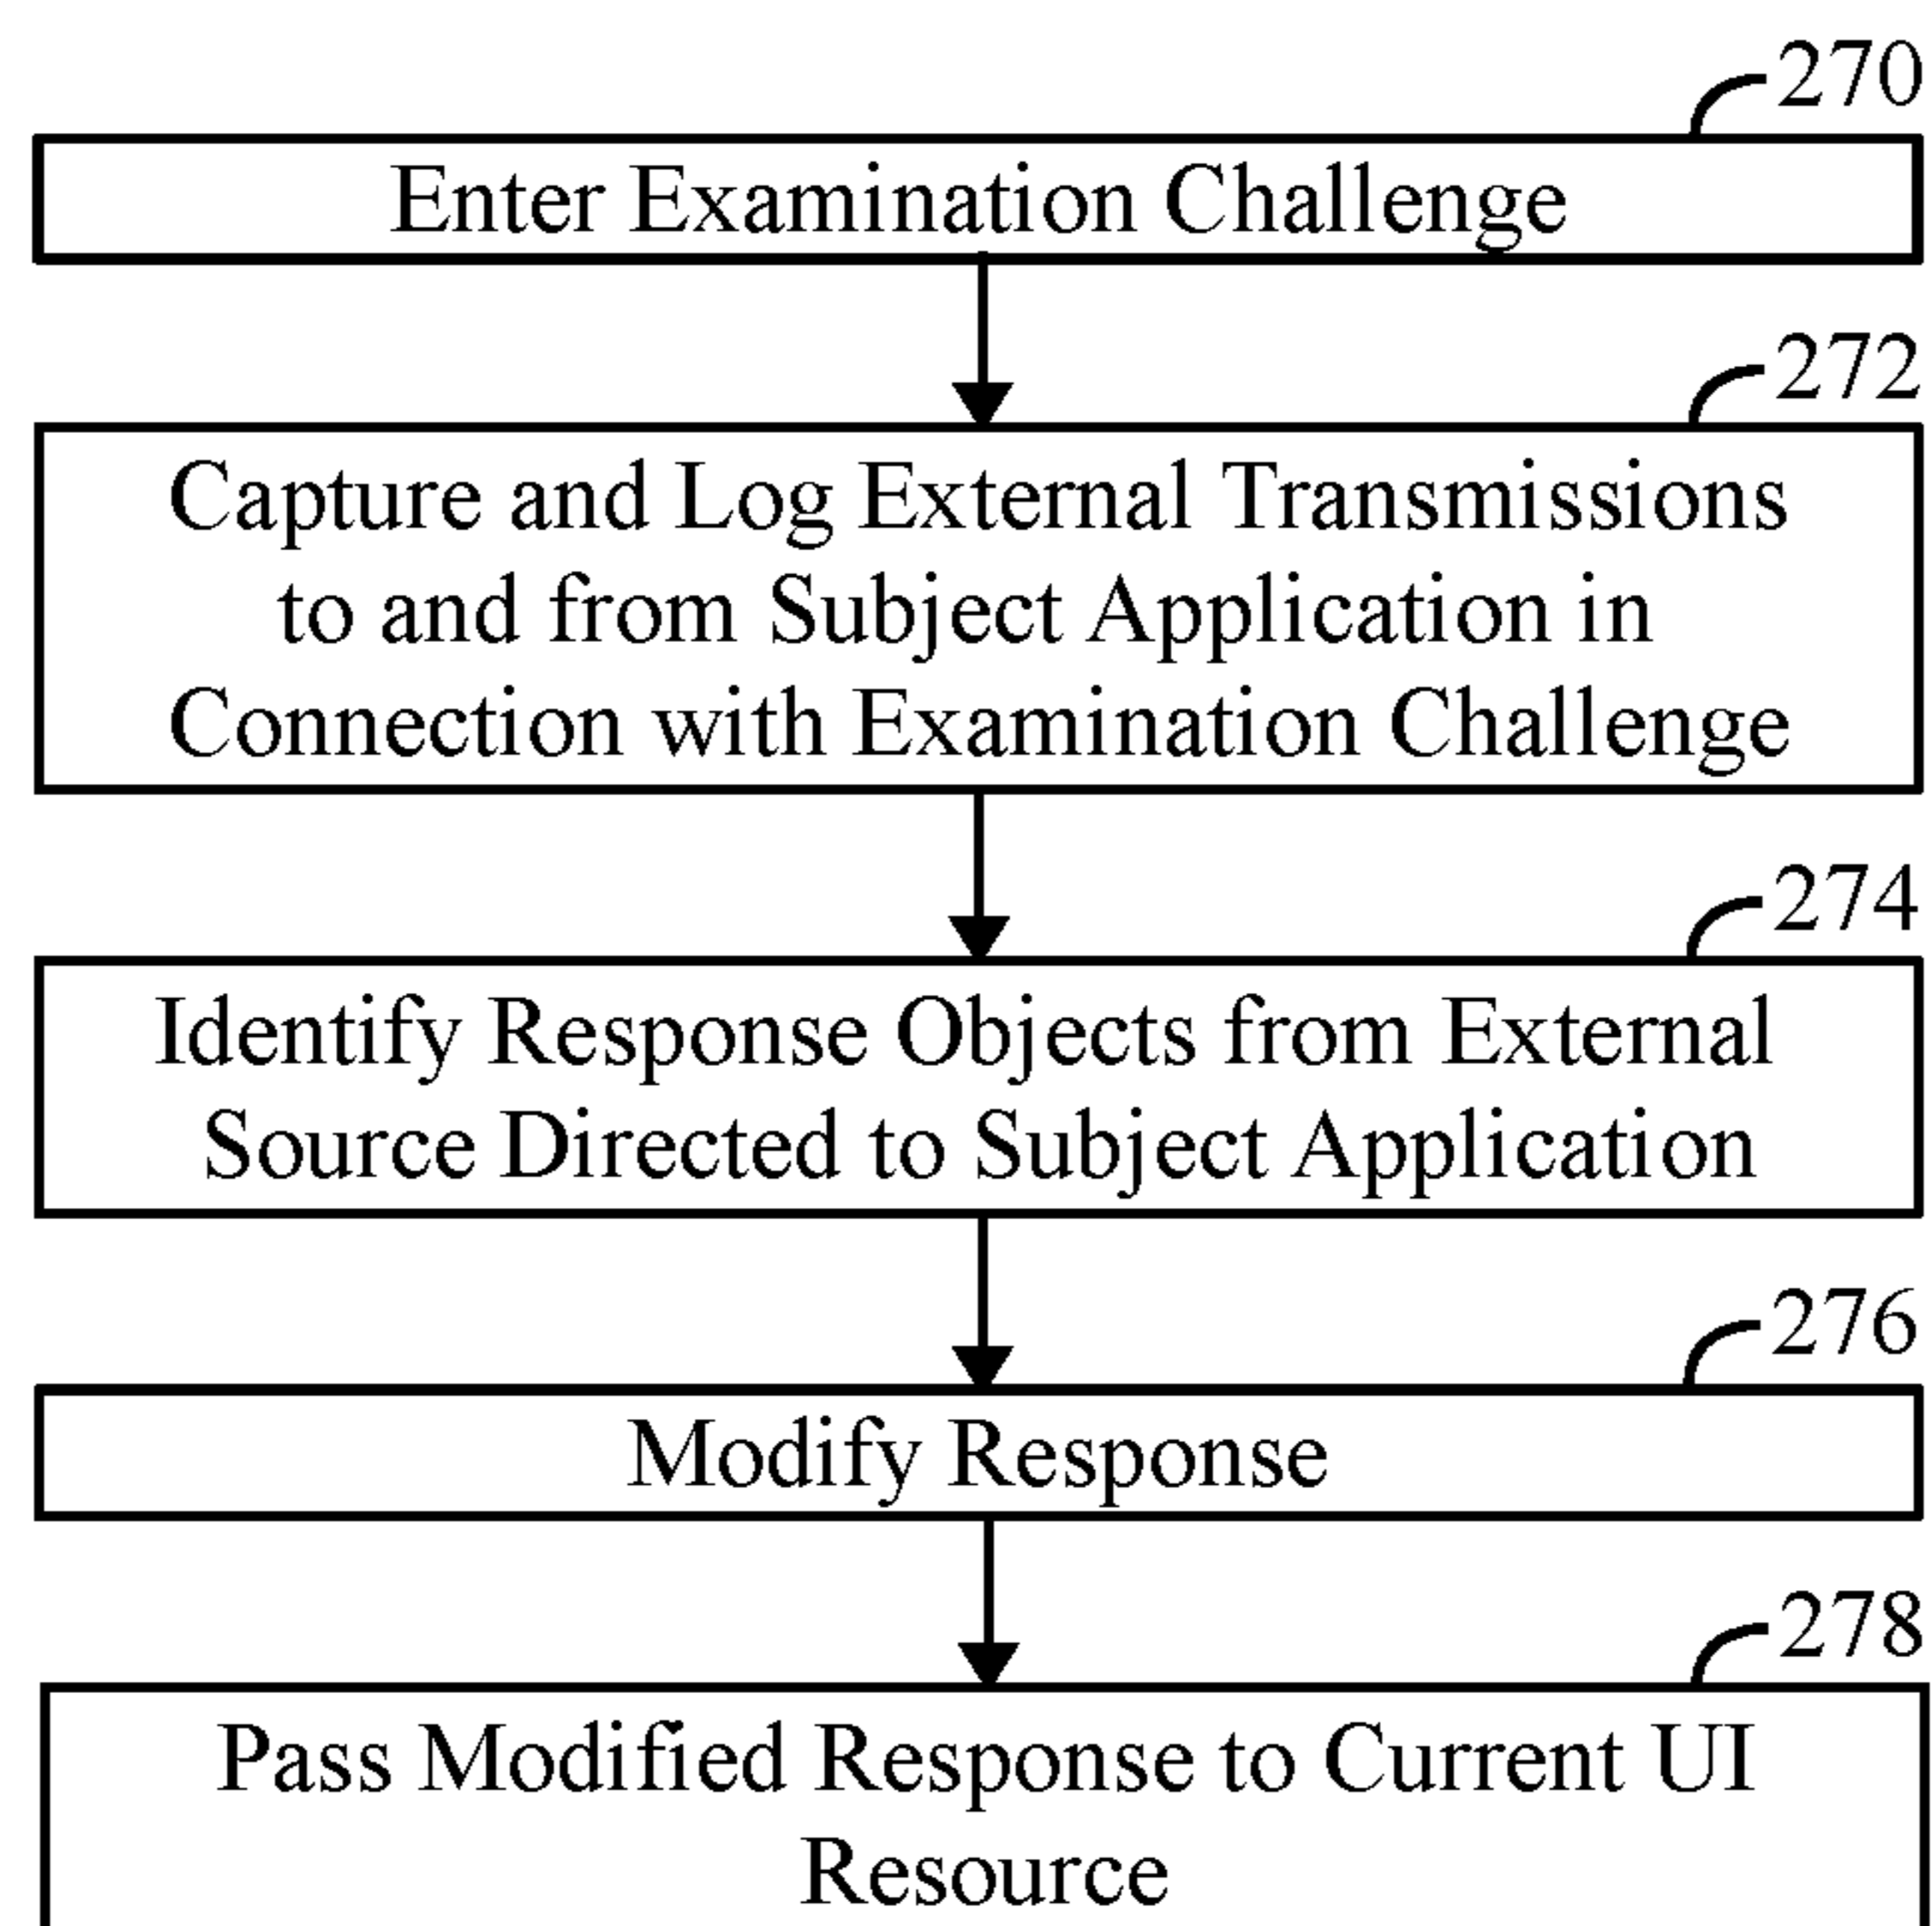 270
Enter Examination Challenge
272
Capture and Log External Transmissions
to and from Subject Application in
Connection with Examination Challenge
274
Identify Response Objects from External
Source Directed to Subject Application
276
Modify Response
278
Pass Modified Response to Current UI
Resource